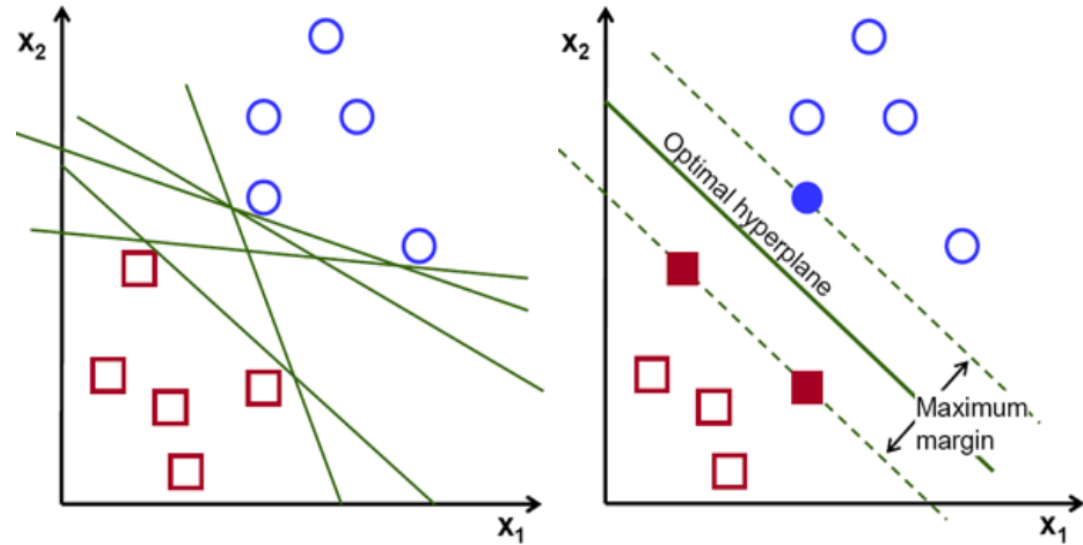 x₂
x₁
x₂
Optimal hyperplane
Maximum
margin
x₁